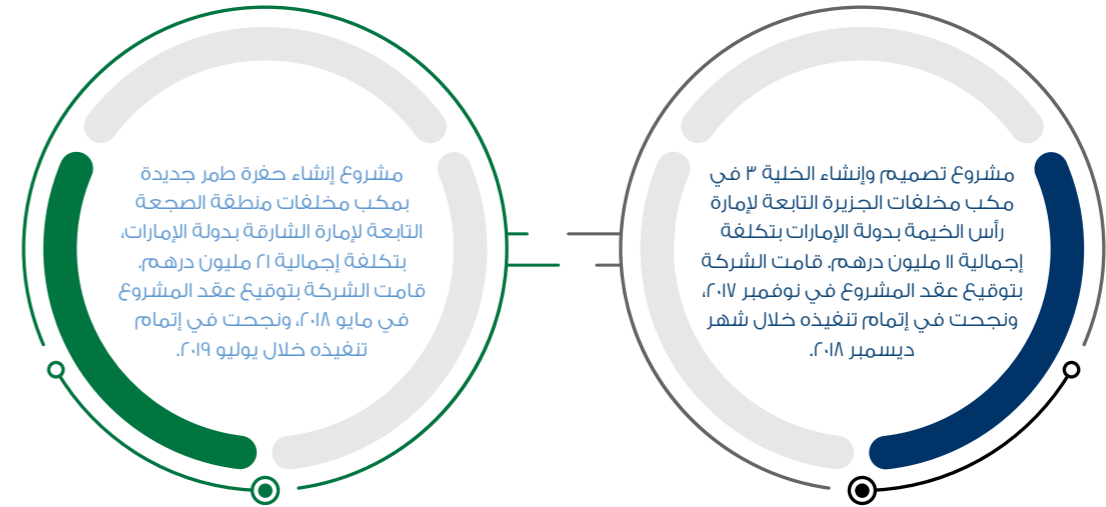 مشروع تصميم وإنشاء الخلية ٣ في
مكب مخلفات الجزيرة التابعة لإمارة
رأس الخيمة بدولة الإمارات بتكلفة
إجمالية ١١ مليون درهم. قامت الشركة
بتوقيع عقد المشروع في نوفمبر ٢٠١٧،
ونجحت في إتمام تنفيذه خلال شهر
ديسمبر ٢٠١٨.
مشروع إنشاء حفرة طمر جديدة
بمكب مخلفات منطقة الصجعة
التابعة لإمارة الشارقة بدولة الإمارات،
بتكلفة إجمالية ٢١ مليون درهم.
قامت الشركة بتوقيع عقد المشروع
في مايو ٢٠١٨، ونجحت في إتمام
تنفيذه خلال يوليو ٢٠١٩.